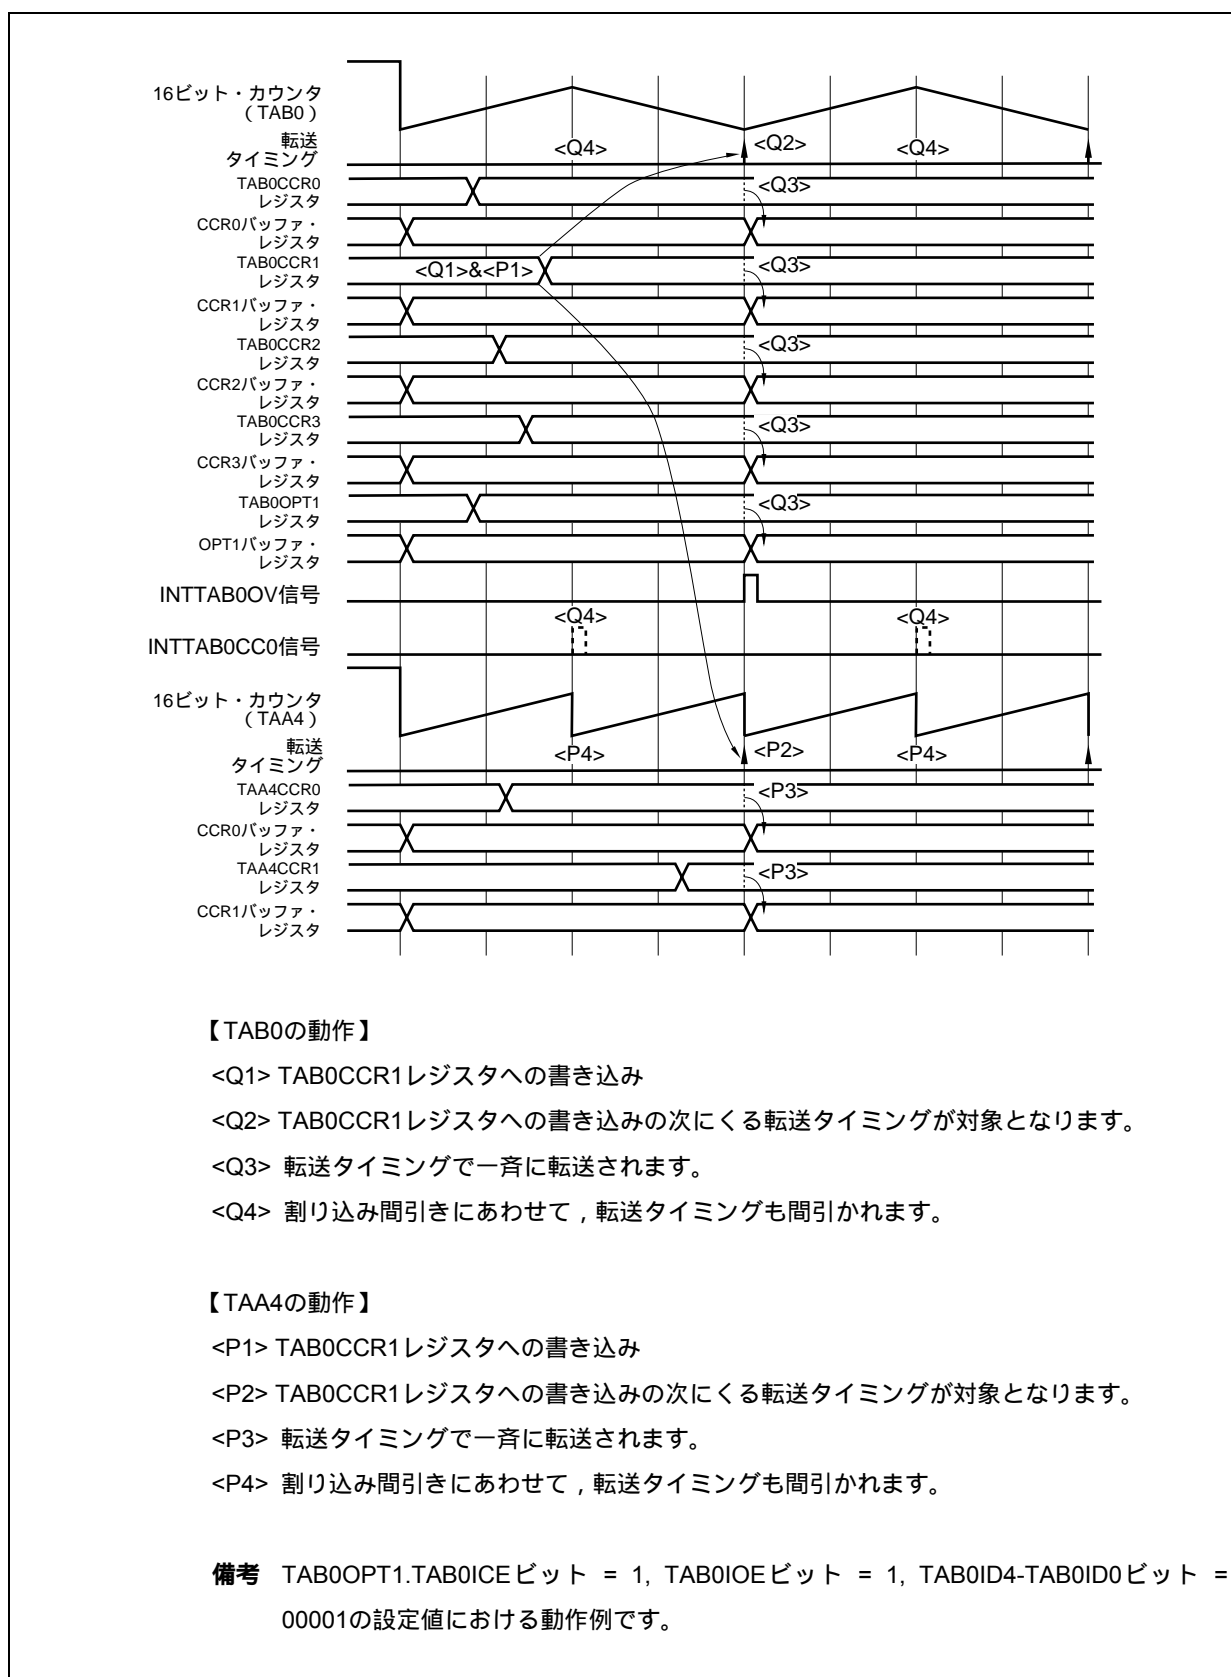 16ビット・カウンタ
（TAB0）
転送
タイミング
<Q4>
<Q2>
<Q4>
TAB0CCR0
レジスタ
<Q3>
CCR0バッファ・
レジスタ
TAB0CCR1
レジスタ
<Q1>&<P1>
<Q3>
CCR1バッファ・
レジスタ
TAB0CCR2
レジスタ
<Q3>
CCR2バッファ・
レジスタ
TAB0CCR3
レジスタ
<Q3>
CCR3バッファ・
レジスタ
TAB0OPT1
レジスタ
<Q3>
OPT1バッファ・
レジスタ
INTTAB0OV信号
<Q4>
<Q4>
INTTAB0CC0信号
16ビット・カウンタ
（TAA4）
転送
タイミング
<P4>
<P2>
<P4>
TAA4CCR0
レジスタ
<P3>
CCR0バッファ・
レジスタ
TAA4CCR1
レジスタ
<P3>
CCR1バッファ・
レジスタ
【TAB0の動作】
<Q1> TAB0CCR1レジスタへの書き込み
<Q2> TAB0CCR1レジスタへの書き込みの次にくる転送タイミングが対象となります。
<Q3> 転送タイミングで一斉に転送されます。
<Q4> 割り込み間引きにあわせて，転送タイミングも間引かれます。
【TAA4の動作】
<P1> TAB0CCR1レジスタへの書き込み
<P2> TAB0CCR1レジスタへの書き込みの次にくる転送タイミングが対象となります。
<P3> 転送タイミングで一斉に転送されます。
<P4> 割り込み間引きにあわせて，転送タイミングも間引かれます。
備考 TAB0OPT1.TAB0ICEビット = 1, TAB0IOEビット = 1, TAB0ID4-TAB0ID0ビット =
00001の設定値における動作例です。